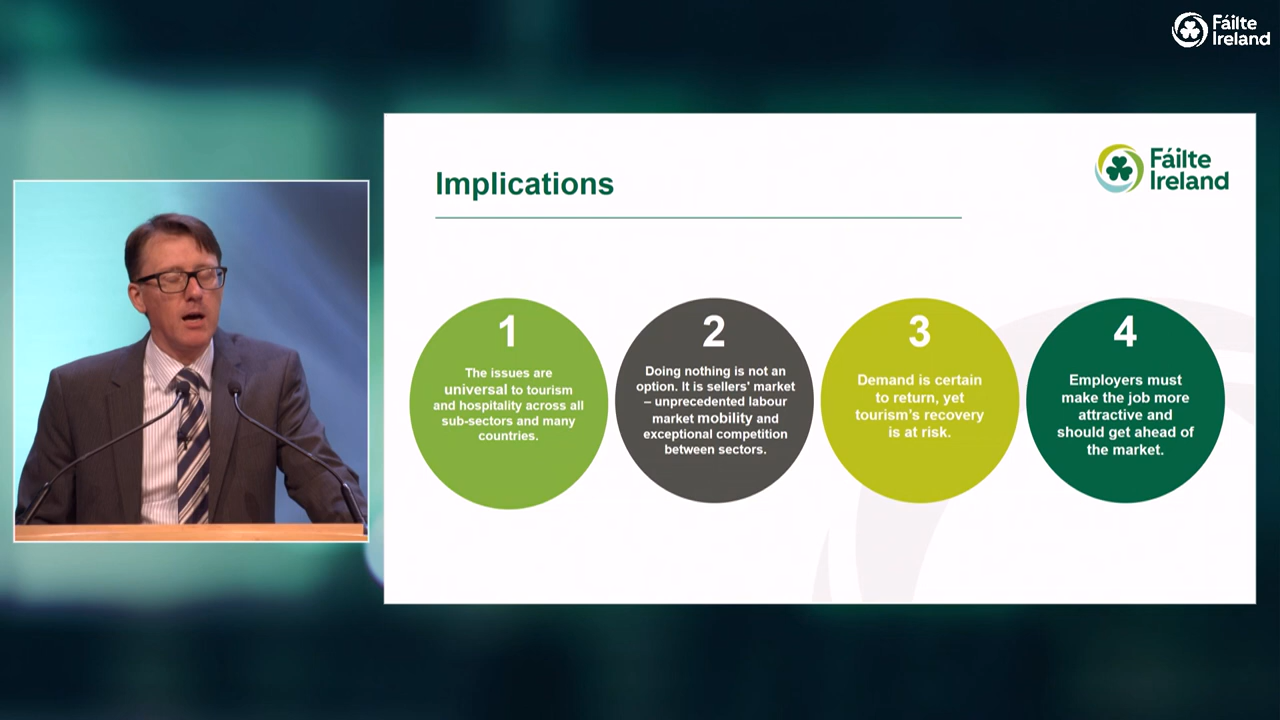 Fáilte
Ireland
Fáilte
Ireland
Implications
1
The issues are
universal to tourism
and hospitality across all
sub-sectors and many
countries.
2
Doing nothing is not an
option. It is sellers' market
– unprecedented labour
market mobility and
exceptional competition
between sectors.
3
Demand is certain
to return, yet
tourism's recovery
is at risk.
4
Employers must
make the job more
attractive and
should get ahead of
the market.